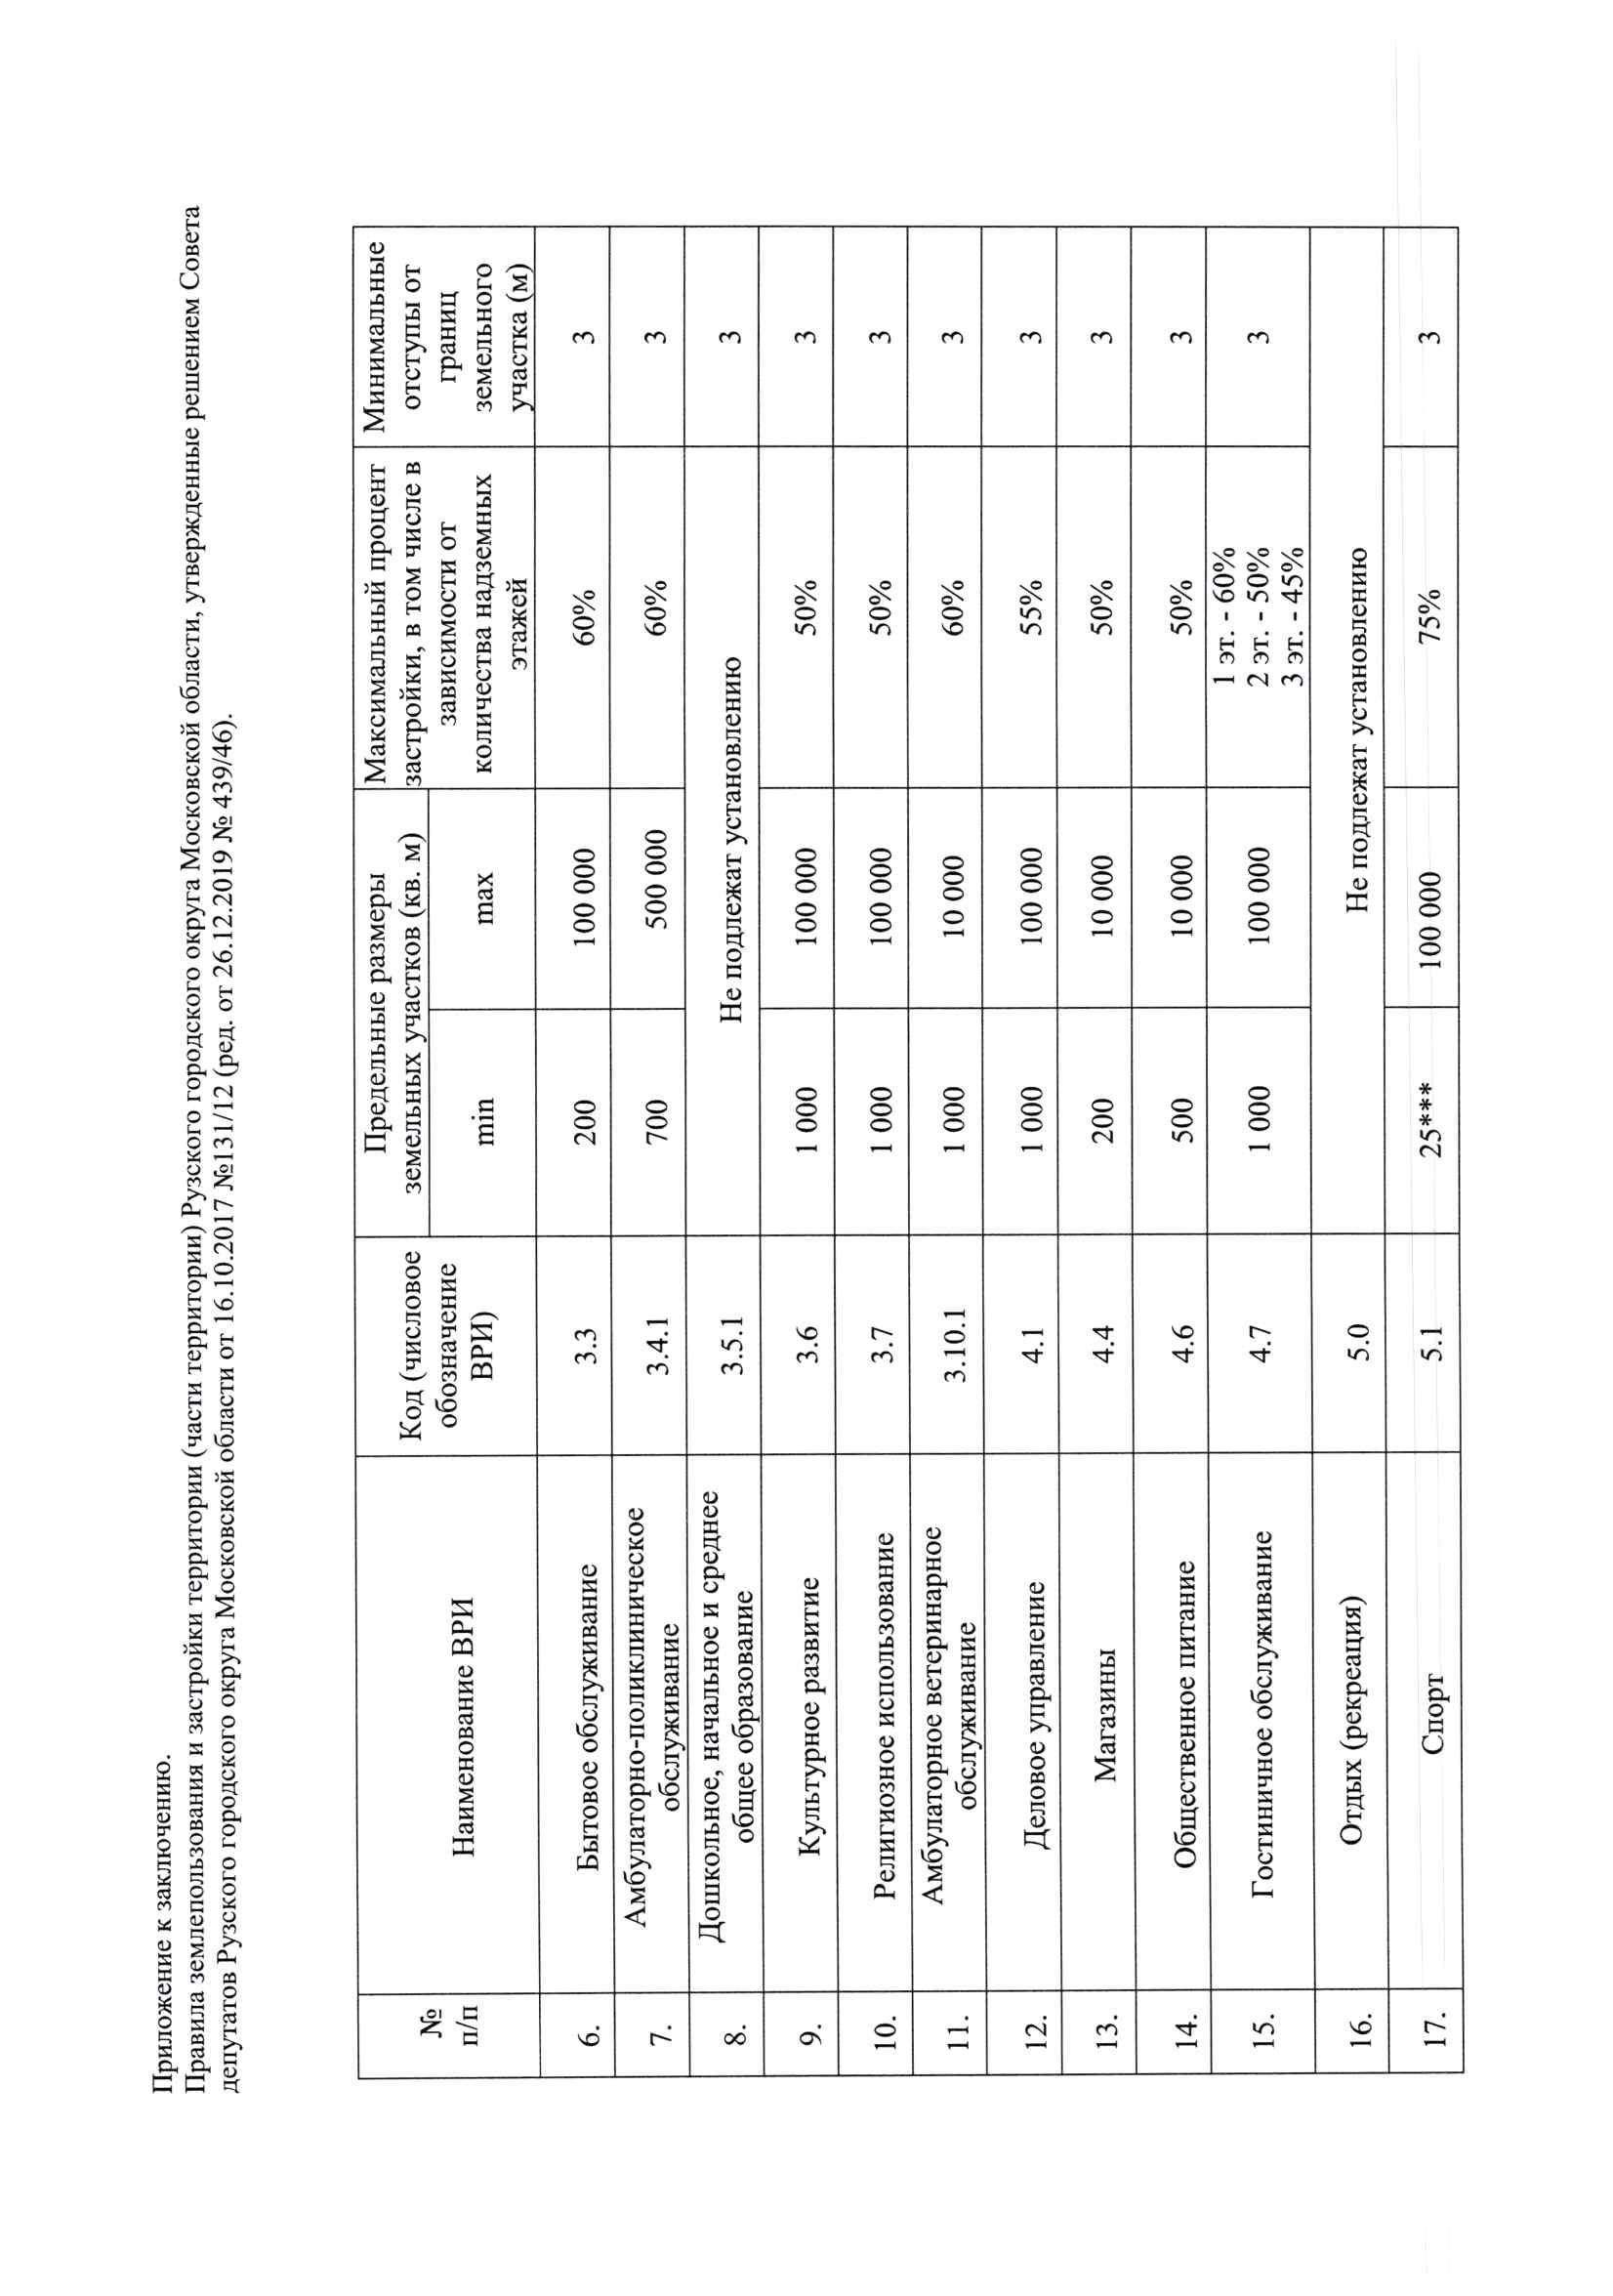 Приложение к заключению.
Правила землепользования и застройки территории (части территории) Рузского городского округа Московской области, утвержденные решением Совета
депутатов Рузского городского округа Московской области от 16.10.2017 №131/12 (ред. от 26.12.2019 № 439/46).
№
п/п
Наименование ВРИ
Код (числовое
обозначение
ВРИ)
Предельные размеры
земельных участков (кв. м)
min
max
Максимальный процент
застройки, в том числе в
зависимости от
количества надземных
этажей
Минимальные
отступы от
границ
земельного
участка (м)
6. Бытовое обслуживание 3.3 200 100 000 60% 3
7. Амбулаторно-поликлиническое
обслуживание 3.4.1 700 500 000 60% 3
8. Дошкольное, начальное и среднее
общее образование 3.5.1 Не подлежат установлению 3
9. Культурное развитие 3.6 1 000 100 000 50% 3
10. Религиозное использование 3.7 1 000 100 000 50% 3
11. Амбулаторное ветеринарное
обслуживание 3.10.1 1 000 10 000 60% 3
12. Деловое управление 4.1 1 000 100 000 55% 3
13. Магазины 4.4 200 10 000 50% 3
14. Общественное питание 4.6 500 10 000 50% 3
15. Гостиничное обслуживание 4.7 1 000 100 000 1 эт. - 60%
2 эт. - 50%
3 эт. - 45%
3
16. Отдых (рекреация) 5.0 Не подлежат установлению
17. Спорт 5.1 25*** 100 000 75% 3